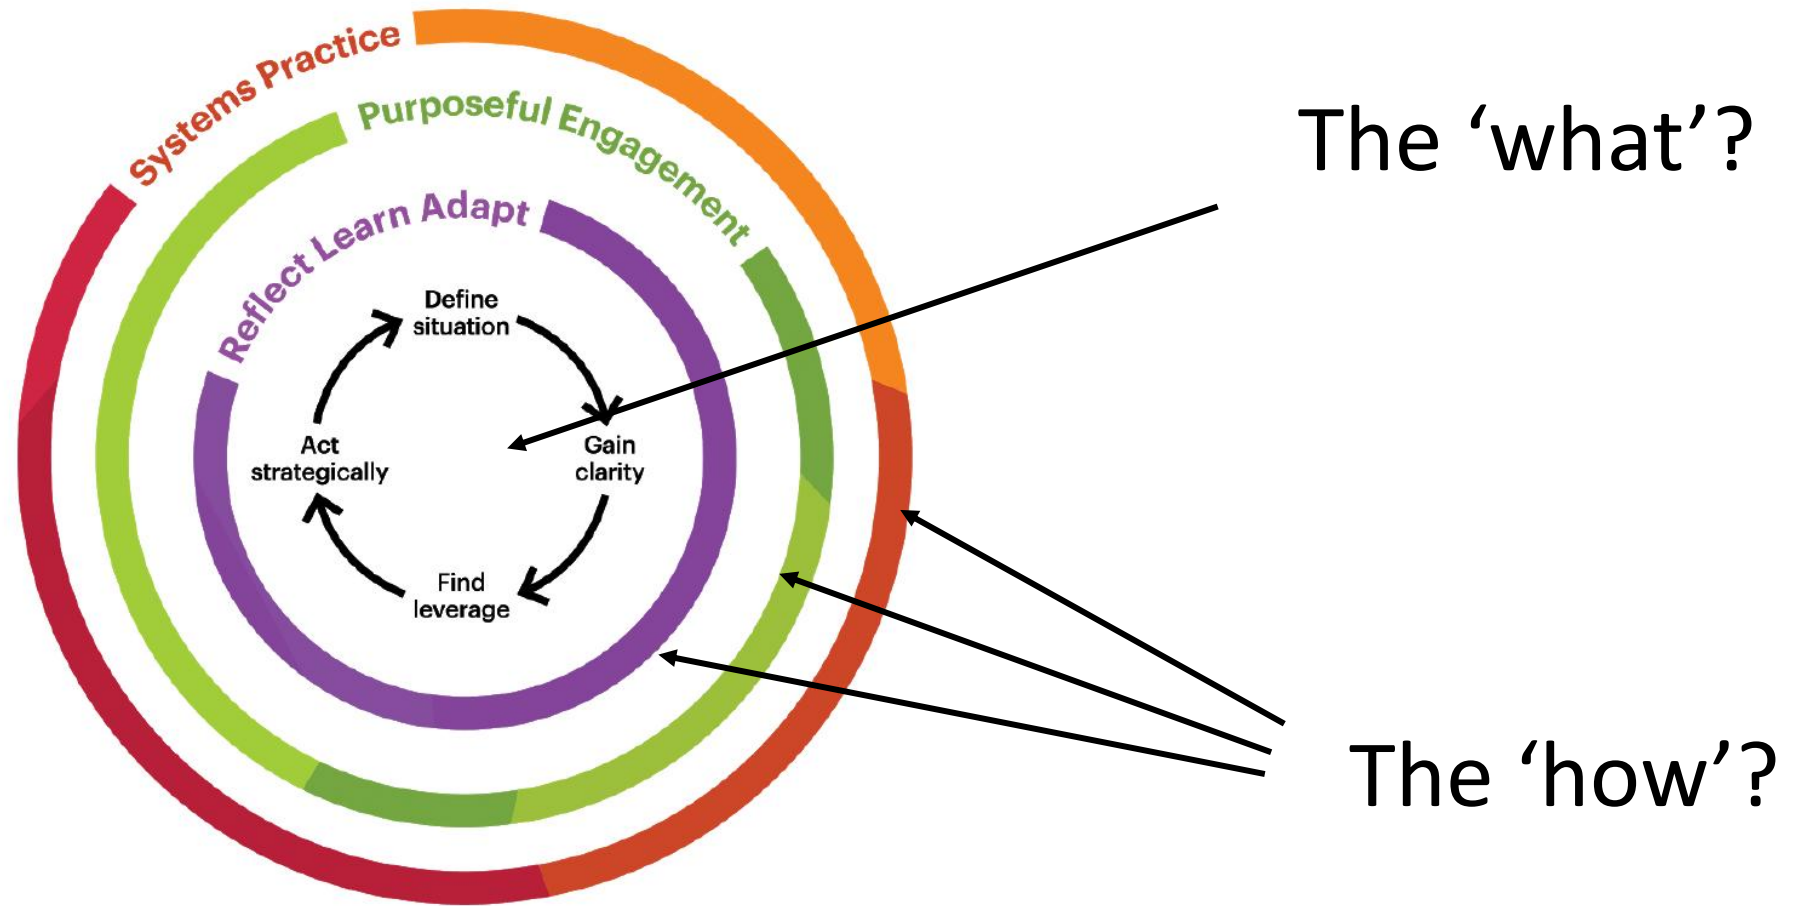 Systems Practice
Purposeful Engagement
Reflect Learn Adapt
Define
situation
Gain
clarity
Find
leverage
Act
strategically
The ‘what’?
The ‘how’?